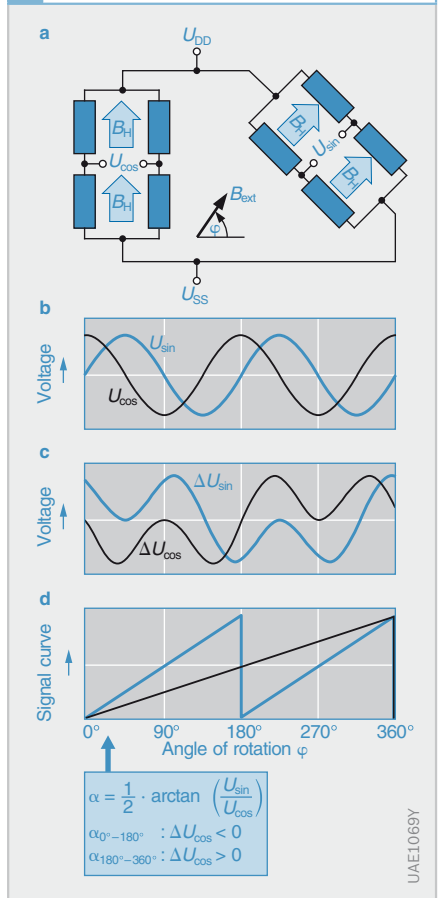 a
U_DD
B_H B_H
U_cos U_sin
B_H B_H
B_ext
φ
U_SS
b
Voltage
U_sin
U_cos
c
Voltage
ΔU_sin
ΔU_cos
d
Signal curve
0° 90° 180° 270° 360°
Angle of rotation φ
α = 1/2 · arctan (U_sin/U_cos)
α_0°–180° : ΔU_cos < 0
α_180°–360° : ΔU_cos > 0
UAE1069Y